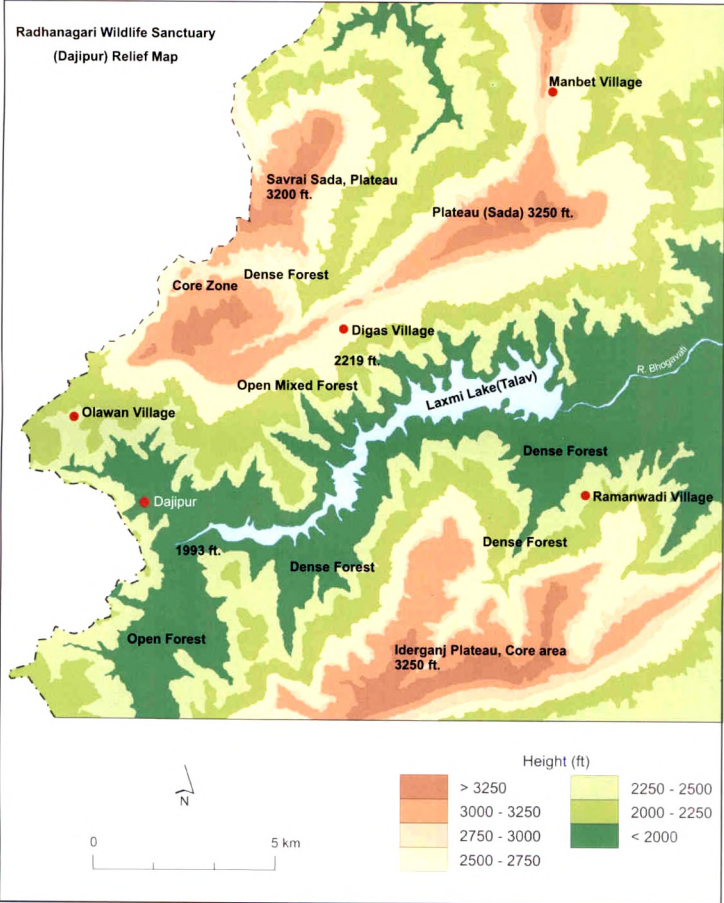 Radhanagari Wildlife Sanctuary
(Dajipur) Relief Map
Manbet Village
Savrai Sada, Plateau
3200 ft.
Plateau (Sada) 3250 ft.
Dense Forest
Core Zone
Digas Village
2219 ft.
R. Bhogavati
Open Mixed Forest
Laxmi Lake(Talav)
Olawan Village
Dense Forest
Ramanwadi Village
Dajipur
Dense Forest
1993 ft.
Dense Forest
Open Forest
Iderganj Plateau, Core area
3250 ft.
Height (ft)
> 3250
3000 - 3250
2750 - 3000
2500 - 2750
2250 - 2500
2000 - 2250
< 2000
N
0 5 km